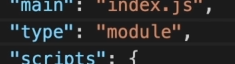 "main": "index.js",
"type": "module",
"scripts": {